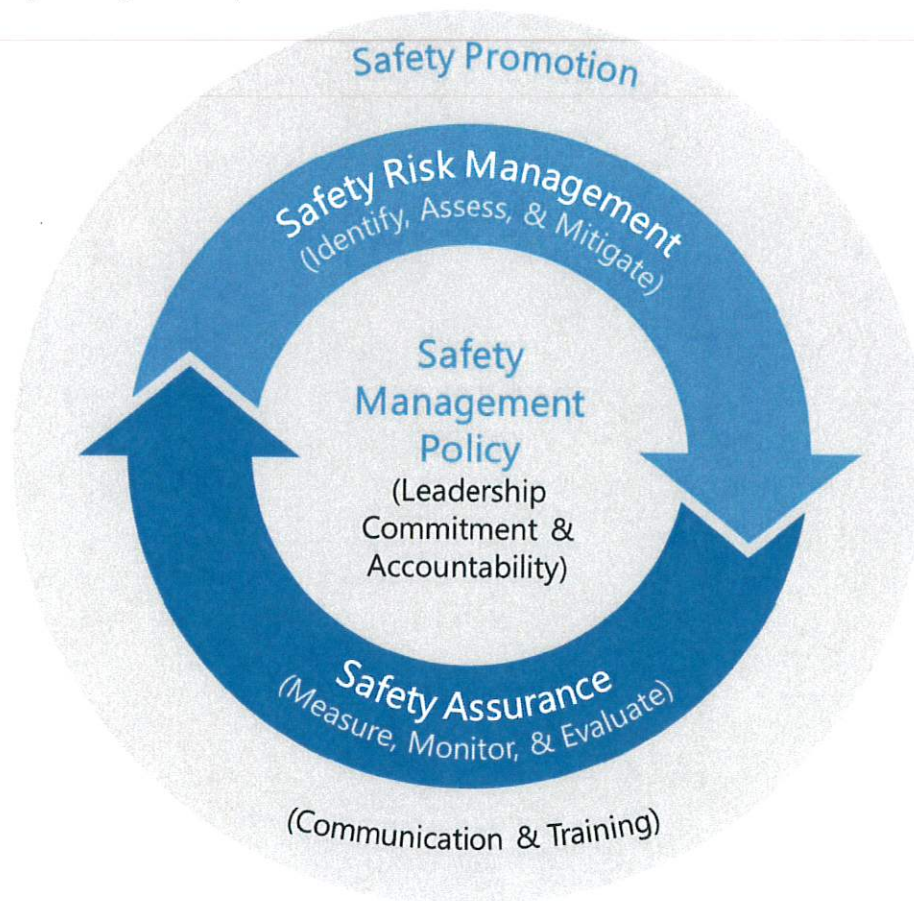 Safety Promotion
Safety Risk Management
(Identify, Assess, & Mitigate)
Safety
Management
Policy
(Leadership
Commitment &
Accountability)
Safety Assurance
(Measure, Monitor, & Evaluate)
(Communication & Training)